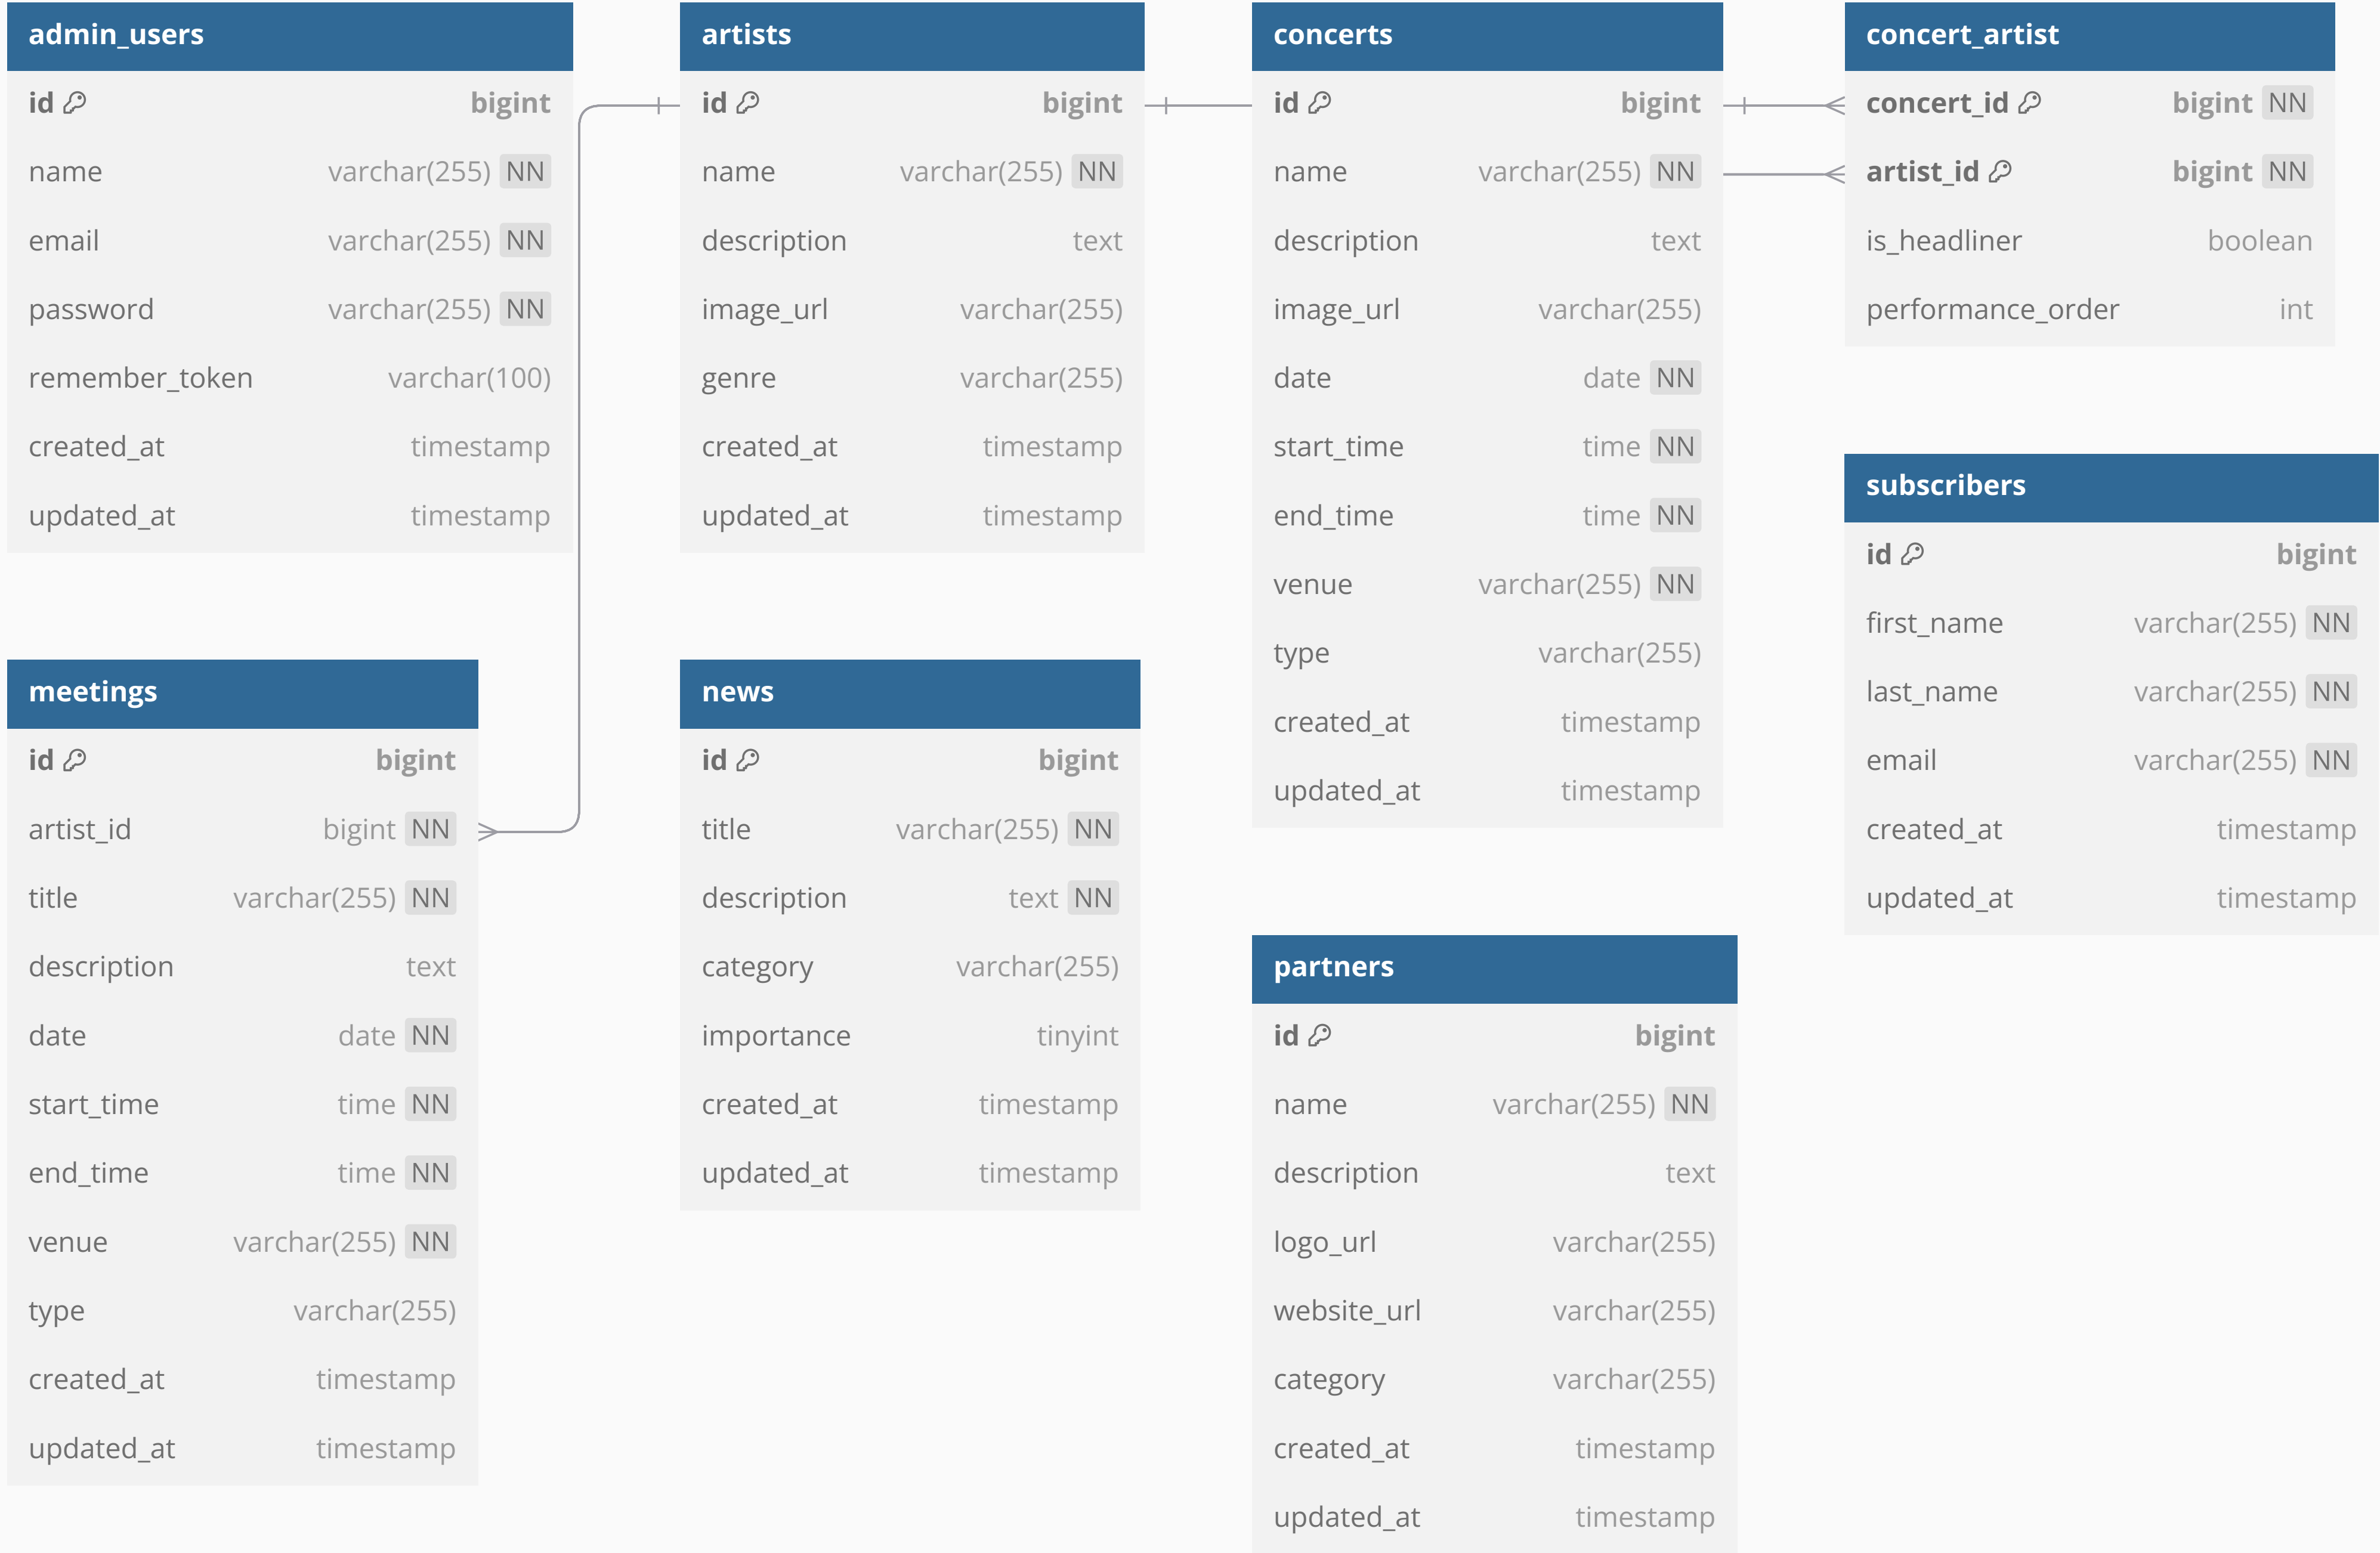 admin_users
id bigint
name varchar(255) NN
email varchar(255) NN
password varchar(255) NN
remember_token varchar(100)
created_at timestamp
updated_at timestamp
artists
id bigint
name varchar(255) NN
description text
image_url varchar(255)
genre varchar(255)
created_at timestamp
updated_at timestamp
concerts
id bigint
name varchar(255) NN
description text
image_url varchar(255)
date date NN
start_time time NN
end_time time NN
venue varchar(255) NN
type varchar(255)
created_at timestamp
updated_at timestamp
concert_artist
concert_id bigint NN
artist_id bigint NN
is_headliner boolean
performance_order int
subscribers
id bigint
first_name varchar(255) NN
last_name varchar(255) NN
email varchar(255) NN
created_at timestamp
updated_at timestamp
meetings
id bigint
artist_id bigint NN
title varchar(255) NN
description text
date date NN
start_time time NN
end_time time NN
venue varchar(255) NN
type varchar(255)
created_at timestamp
updated_at timestamp
news
id bigint
title varchar(255) NN
description text NN
category varchar(255)
importance tinyint
created_at timestamp
updated_at timestamp
partners
id bigint
name varchar(255) NN
description text
logo_url varchar(255)
website_url varchar(255)
category varchar(255)
created_at timestamp
updated_at timestamp